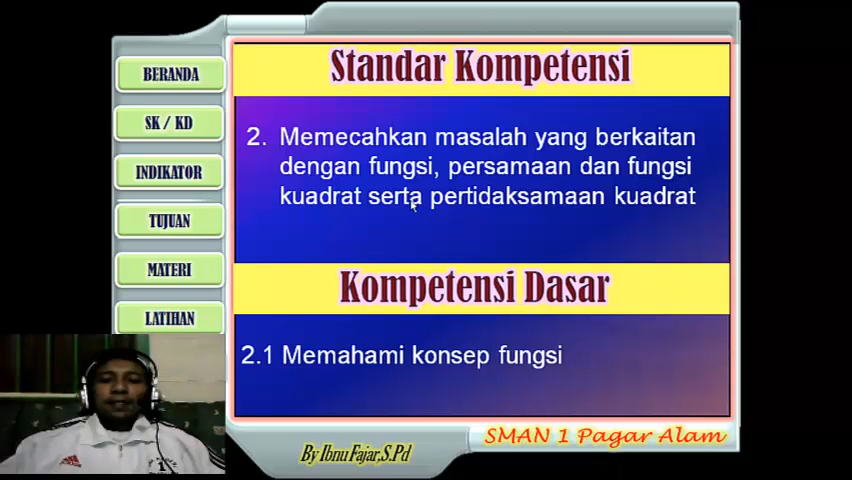 Standar Kompetensi
BERANDA
SK / KD
INDIKATOR
TUJUAN
MATERI
LATIHAN
2. Memecahkan masalah yang berkaitan
dengan fungsi, persamaan dan fungsi
kuadrat serta pertidaksamaan kuadrat
Kompetensi Dasar
2.1 Memahami konsep fungsi
By Ibnu Fajar,S.Pd
SMAN 1 Pagar Alam